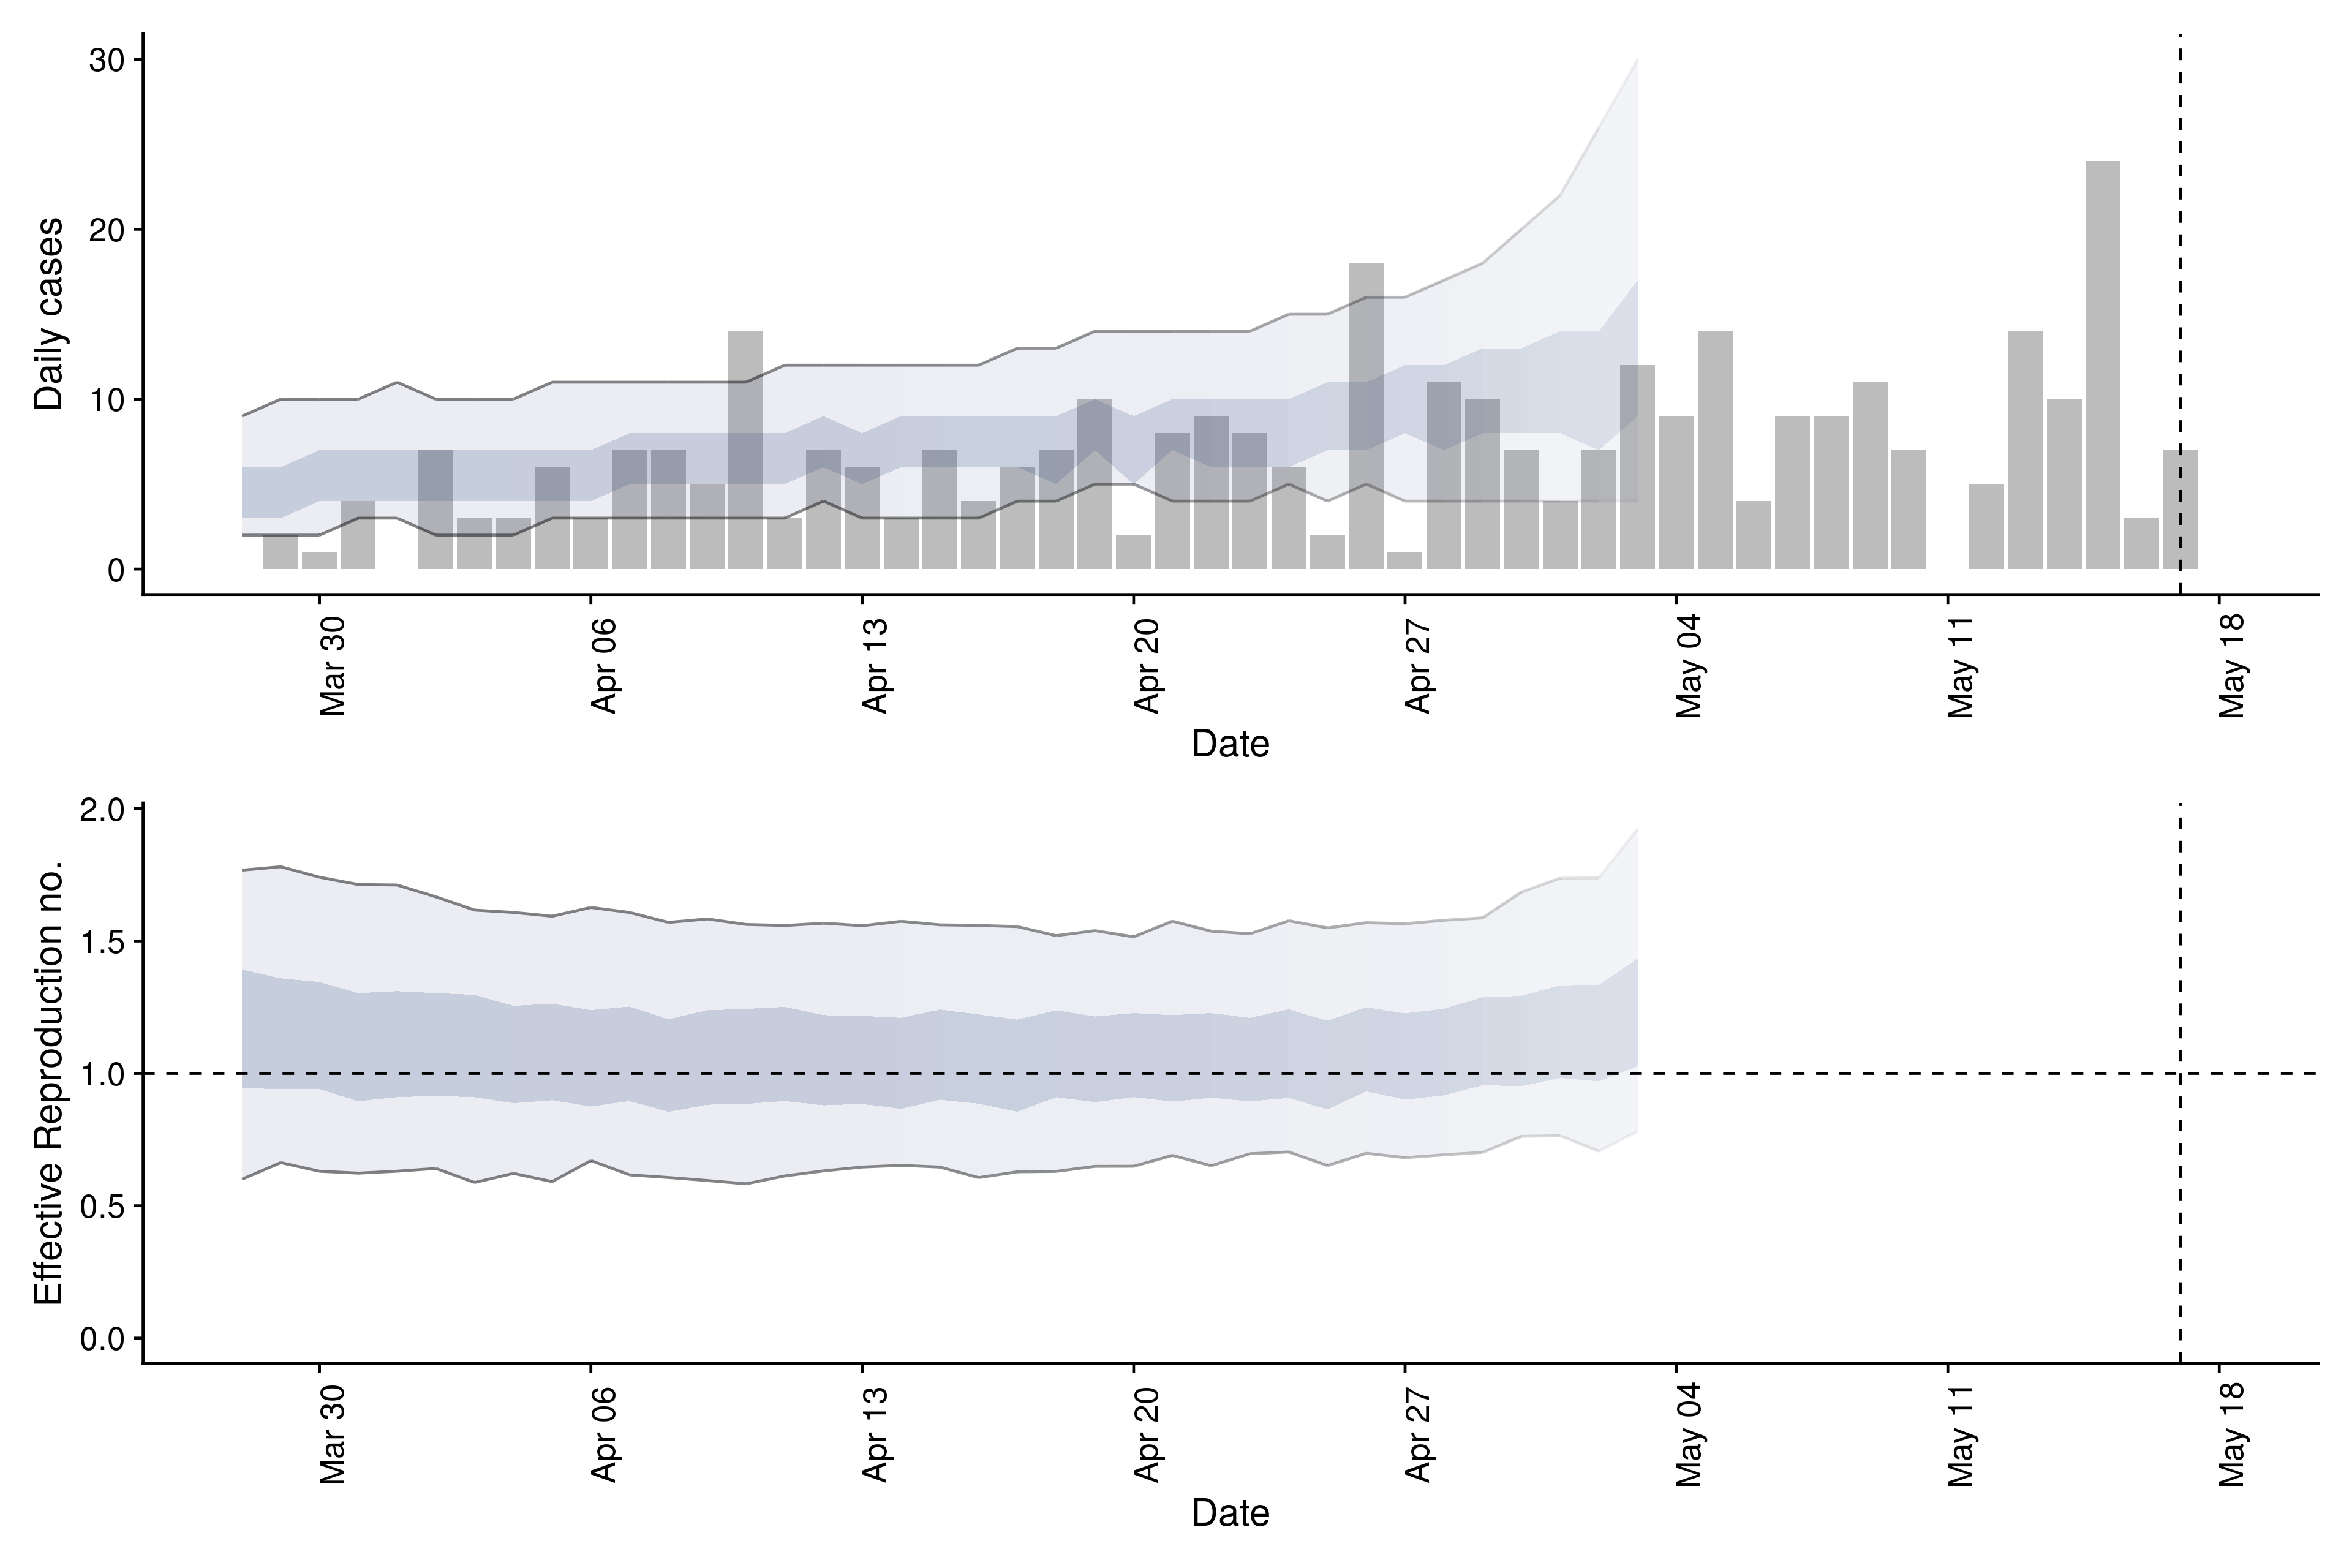 30
20
10
0
Daily cases
Mar 30
Apr 06
Apr 13
Apr 20
Apr 27
May 04
May 11
May 18
Date
2.0
1.5
1.0
0.5
0.0
Effective Reproduction no.
Mar 30
Apr 06
Apr 13
Apr 20
Apr 27
May 04
May 11
May 18
Date